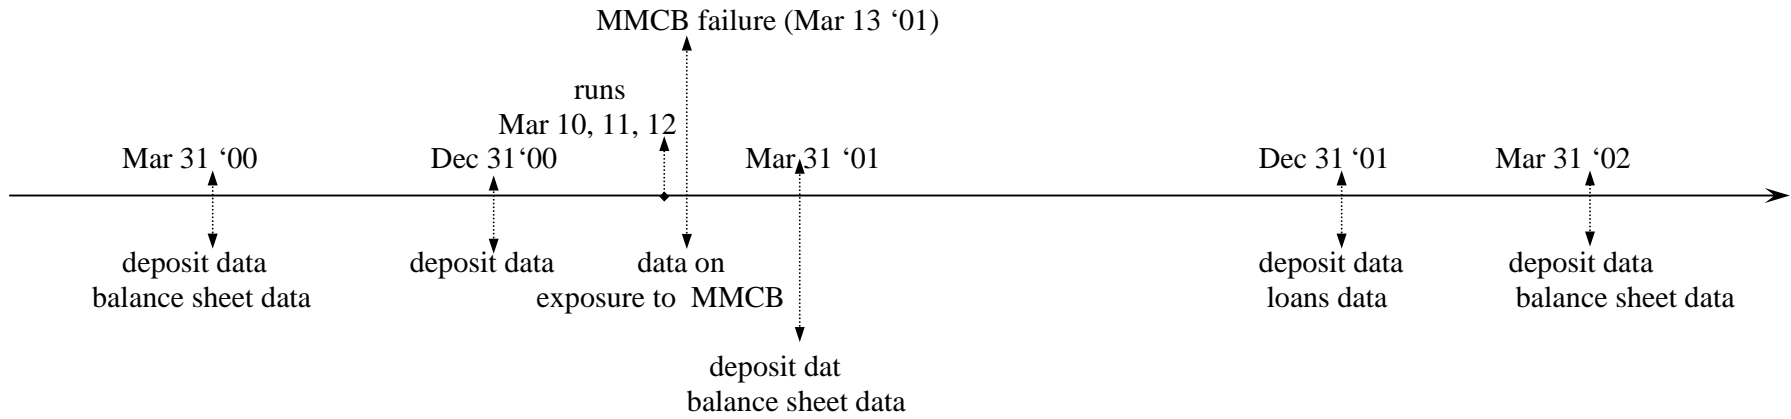 MMCB failure (Mar 13 ‘01)
runs
Mar 10, 11, 12
Mar 31 ‘00
Dec 31‘00
Mar 31 ‘01
Dec 31 ‘01
Mar 31 ‘02
deposit data
balance sheet data
deposit data
data on
exposure to MMCB
deposit dat
balance sheet data
deposit data
loans data
deposit data
balance sheet data